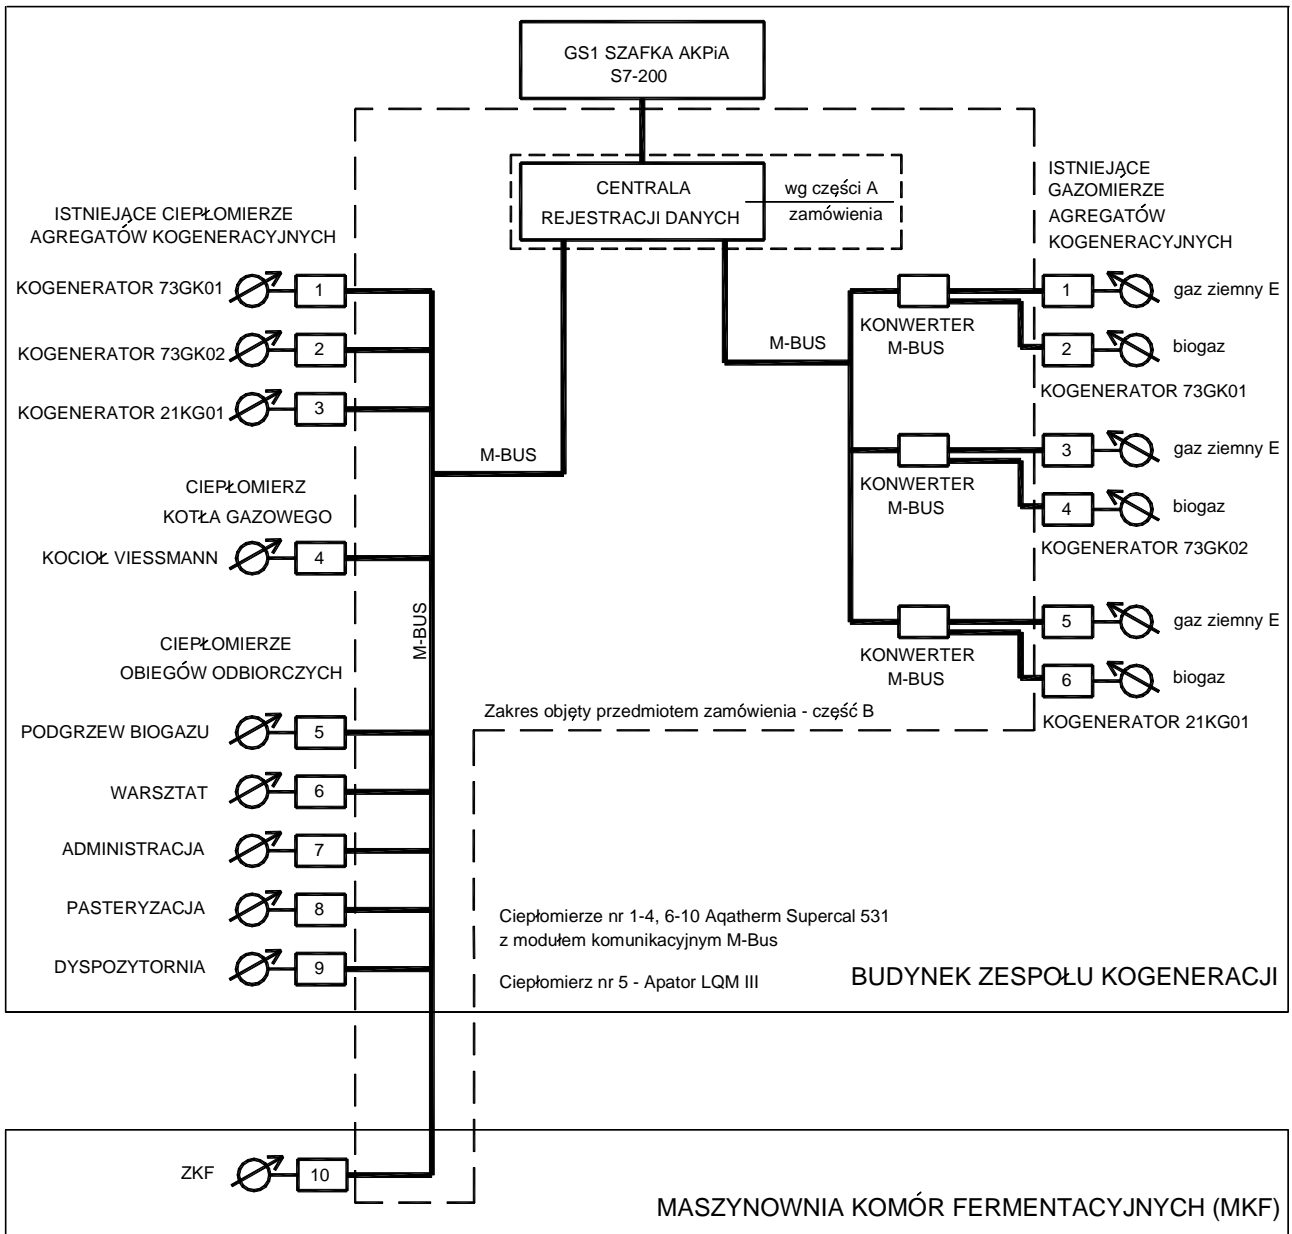 GS1 SZAFKA AKPiA
S7-200
CENTRALA
REJESTRACJI DANYCH
wg części A
zamówienia
ISTNIEJĄCE CIEPŁOMIERZE
AGREGATÓW KOGENERACYJNYCH
KOGENERATOR 73GK01
1
KOGENERATOR 73GK02
2
KOGENERATOR 21KG01
3
CIEPŁOMIERZ
KOTŁA GAZOWEGO
KOCIOŁ VIESSMANN
4
CIEPŁOMIERZE
OBIEGÓW ODBIORCZYCH
PODGRZEW BIOGAZU
5
WARSZTAT
6
ADMINISTRACJA
7
PASTERYZACJA
8
DYSPOZYTORNIA
9
M-BUS
M-BUS
M-BUS
ISTNIEJĄCE
GAZOMIERZE
AGREGATÓW
KOGENERACYJNYCH
KONWERTER
M-BUS
1
gaz ziemny E
2
biogaz
KOGENERATOR 73GK01
KONWERTER
M-BUS
3
gaz ziemny E
4
biogaz
KOGENERATOR 73GK02
KONWERTER
M-BUS
5
gaz ziemny E
6
biogaz
KOGENERATOR 21KG01
Zakres objęty przedmiotem zamówienia - część B
Ciepłomierze nr 1-4, 6-10 Aqatherm Supercal 531
z modułem komunikacyjnym M-Bus
Ciepłomierz nr 5 - Apator LQM III
BUDYNEK ZESPOŁU KOGENERACJI
ZKF
10
MASZYNOWNIA KOMÓR FERMENTACYJNYCH (MKF)